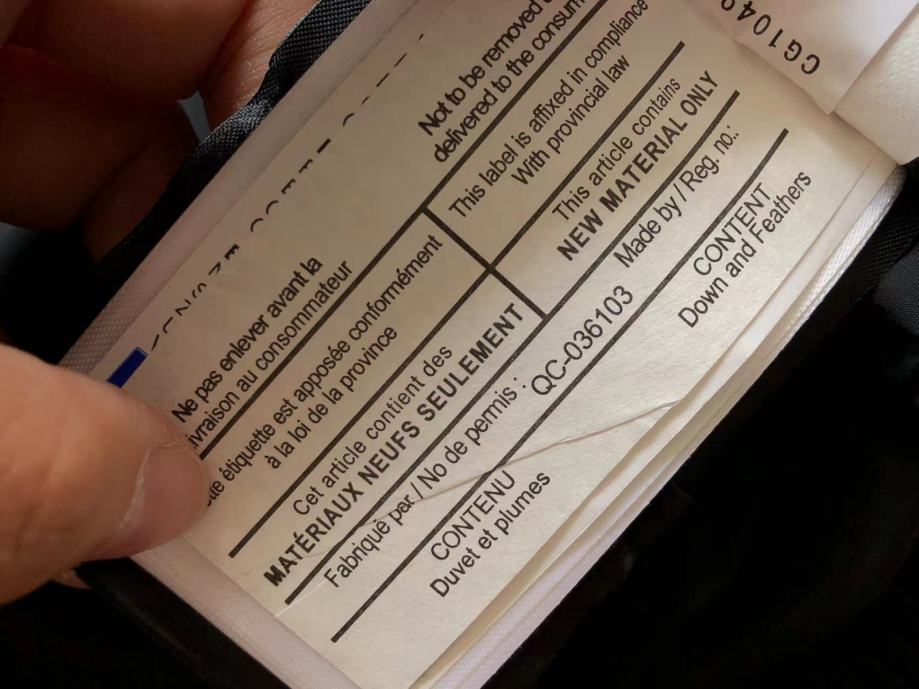 Not to be removed
delivered to the
Ne pas enlever avant la
au consommateur
This label is affixed in compliance
With provincial law
étiquette est apposée conformément
à la loi de la province
This article contains
NEW MATERIAL ONLY
Cet article contient des
MATÉRIAUX NEUFS SEULEMENT
Made by / Reg. no.:
Fabriqué par / No de permis :
QC-036103
CONTENT
Down and Feathers
CONTENU
Duvet et plumes